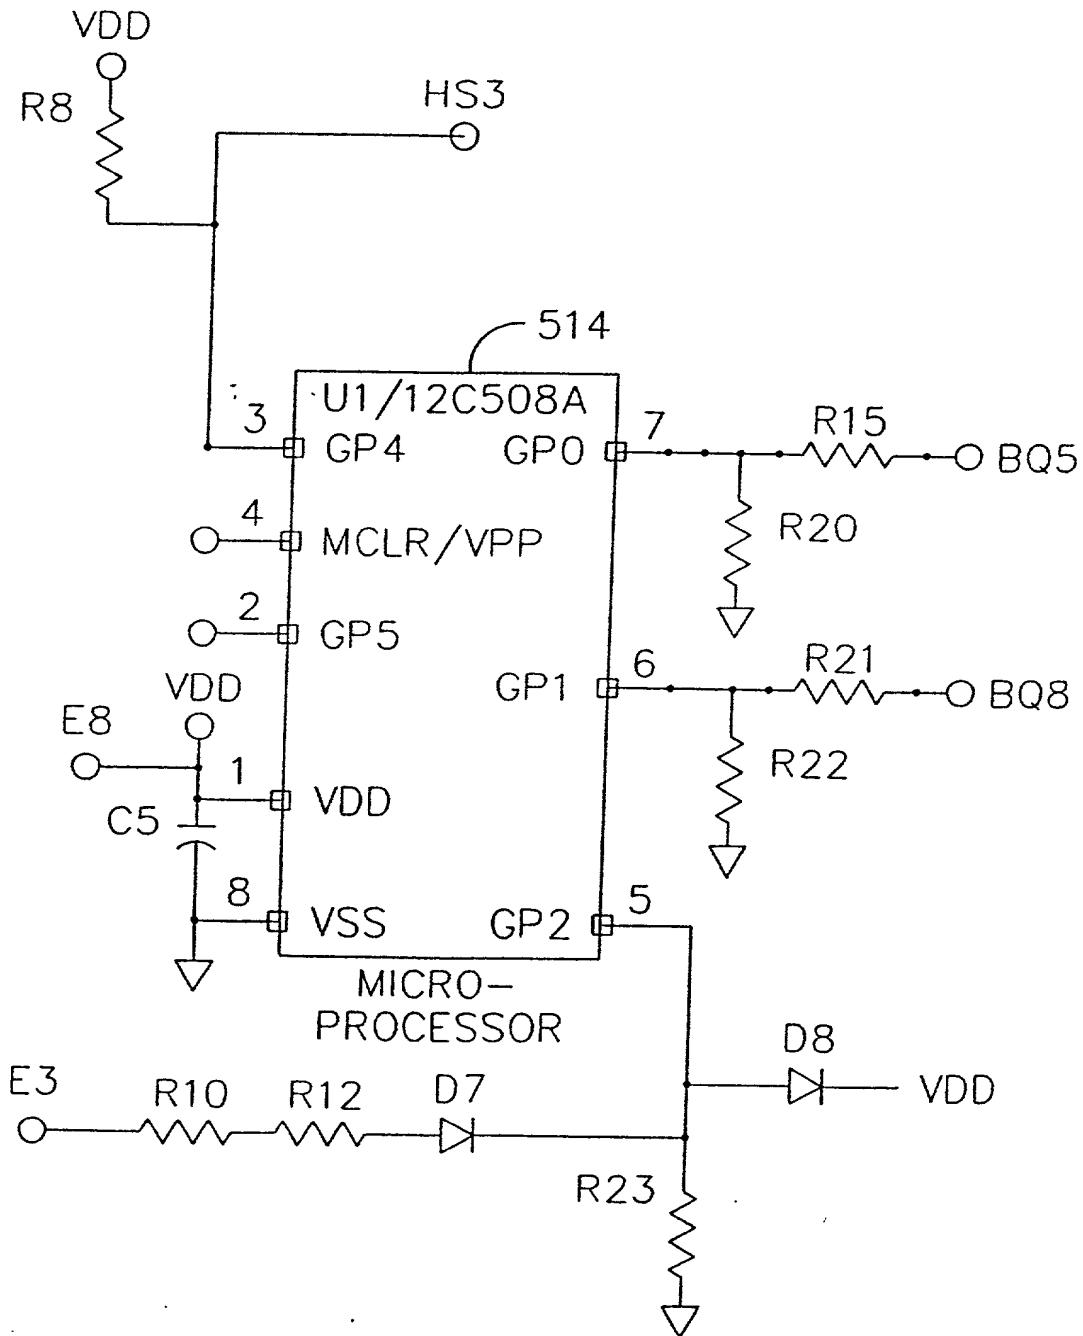 VDD
R8
HS3
514
U1/12C508A
3
GP4
GP0
7
R15
BQ5
4
MCLR/VPP
R20
2
GP5
VDD
E8
GP1
6
R21
BQ8
1
VDD
C5
R22
8
VSS
GP2
5
MICRO-
PROCESSOR
D8
VDD
E3
R10
R12
D7
R23